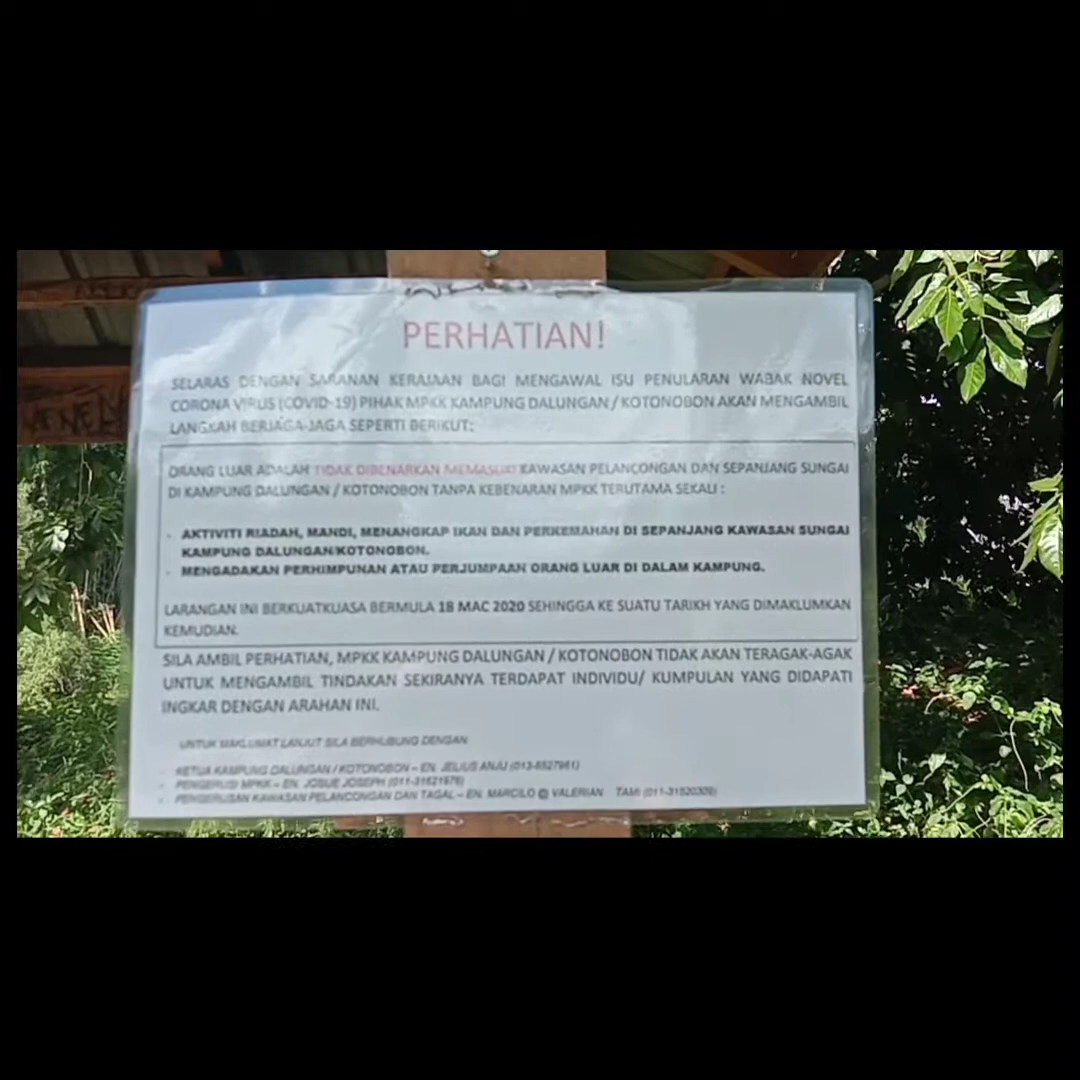 PERHATIAN!
SELARAS DENGAN SARANAN KERAJAAN BAGI MENGAWAL ISU PENULARAN WABAK NOVEL
CORONA VIRUS (COVID-19) PIHAK MPKK KAMPUNG DALUNGAN / KOTONOBON AKAN MENGAMBIL
LANGKAH BERJAGA-JAGA SEPERTI BERIKUT:
ORANG LUAR ADALAH TIDAK DIBENARKAN MEMASUKI KAWASAN PELANCONGAN DAN SEPANJANG SUNGAI
DI KAMPUNG DALUNGAN / KOTONOBON TANPA KEBENARAN MPKK TERUTAMA SEKALI :
- AKTIVITI RIADAH, MANDI, MENANGKAP IKAN DAN PERKEMAHAN DI SEPANJANG KAWASAN SUNGAI
KAMPUNG DALUNGAN/KOTONOBON.
- MENGADAKAN PERHIMPUNAN ATAU PERJUMPAAN ORANG LUAR DI DALAM KAMPUNG.
LARANGAN INI BERKUATKUASA BERMULA 18 MAC 2020 SEHINGGA KE SUATU TARIKH YANG DIMAKLUMKAN
KEMUDIAN.
SILA AMBIL PERHATIAN, MPKK KAMPUNG DALUNGAN / KOTONOBON TIDAK AKAN TERAGAK-AGAK
UNTUK MENGAMBIL TINDAKAN SEKIRANYA TERDAPAT INDIVIDU/ KUMPULAN YANG DIDAPATI
INGKAR DENGAN ARAHAN INI.
UNTUK MAKLUMAT LANJUT SILA BERHUBUNG DENGAN
- KETUA KAMPUNG DALUNGAN / KOTONOBON – EN. JELIUS
- PENGERUSI MPKK – EN. JOSUE JOSEPH
- PENGERUSAN KAWASAN PELANCONGAN DAN TAGAL – EN. MARCILO @ VALERIAN TAMI